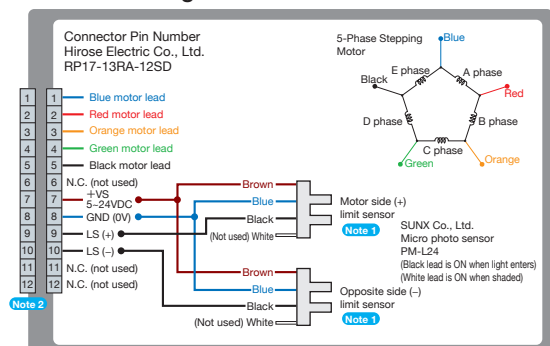 Connector Pin Number
Hirose Electric Co., Ltd.
RP17-13RA-12SD
5-Phase Stepping
Motor
Blue
E phase
A phase
Black
Red
D phase
B phase
C phase
Green
Orange
1 1 Blue motor lead
2 2 Red motor lead
3 3 Orange motor lead
4 4 Green motor lead
5 5 Black motor lead
6 6 N.C. (not used)
7 7 +VS
5~24VDC
8 8 GND (0V)
9 9 LS (+)
10 10 LS (−)
11 11 N.C. (not used)
12 12 N.C. (not used)
Note 2
Brown
Blue
Black
(Not used) White
Motor side (+)
limit sensor
Note 1
SUNX Co., Ltd.
Micro photo sensor
PM-L24
(Black lead is ON when light enters)
(White lead is ON when shaded)
Brown
Blue
Black
(Not used) White
Opposite side (−)
limit sensor
Note 1